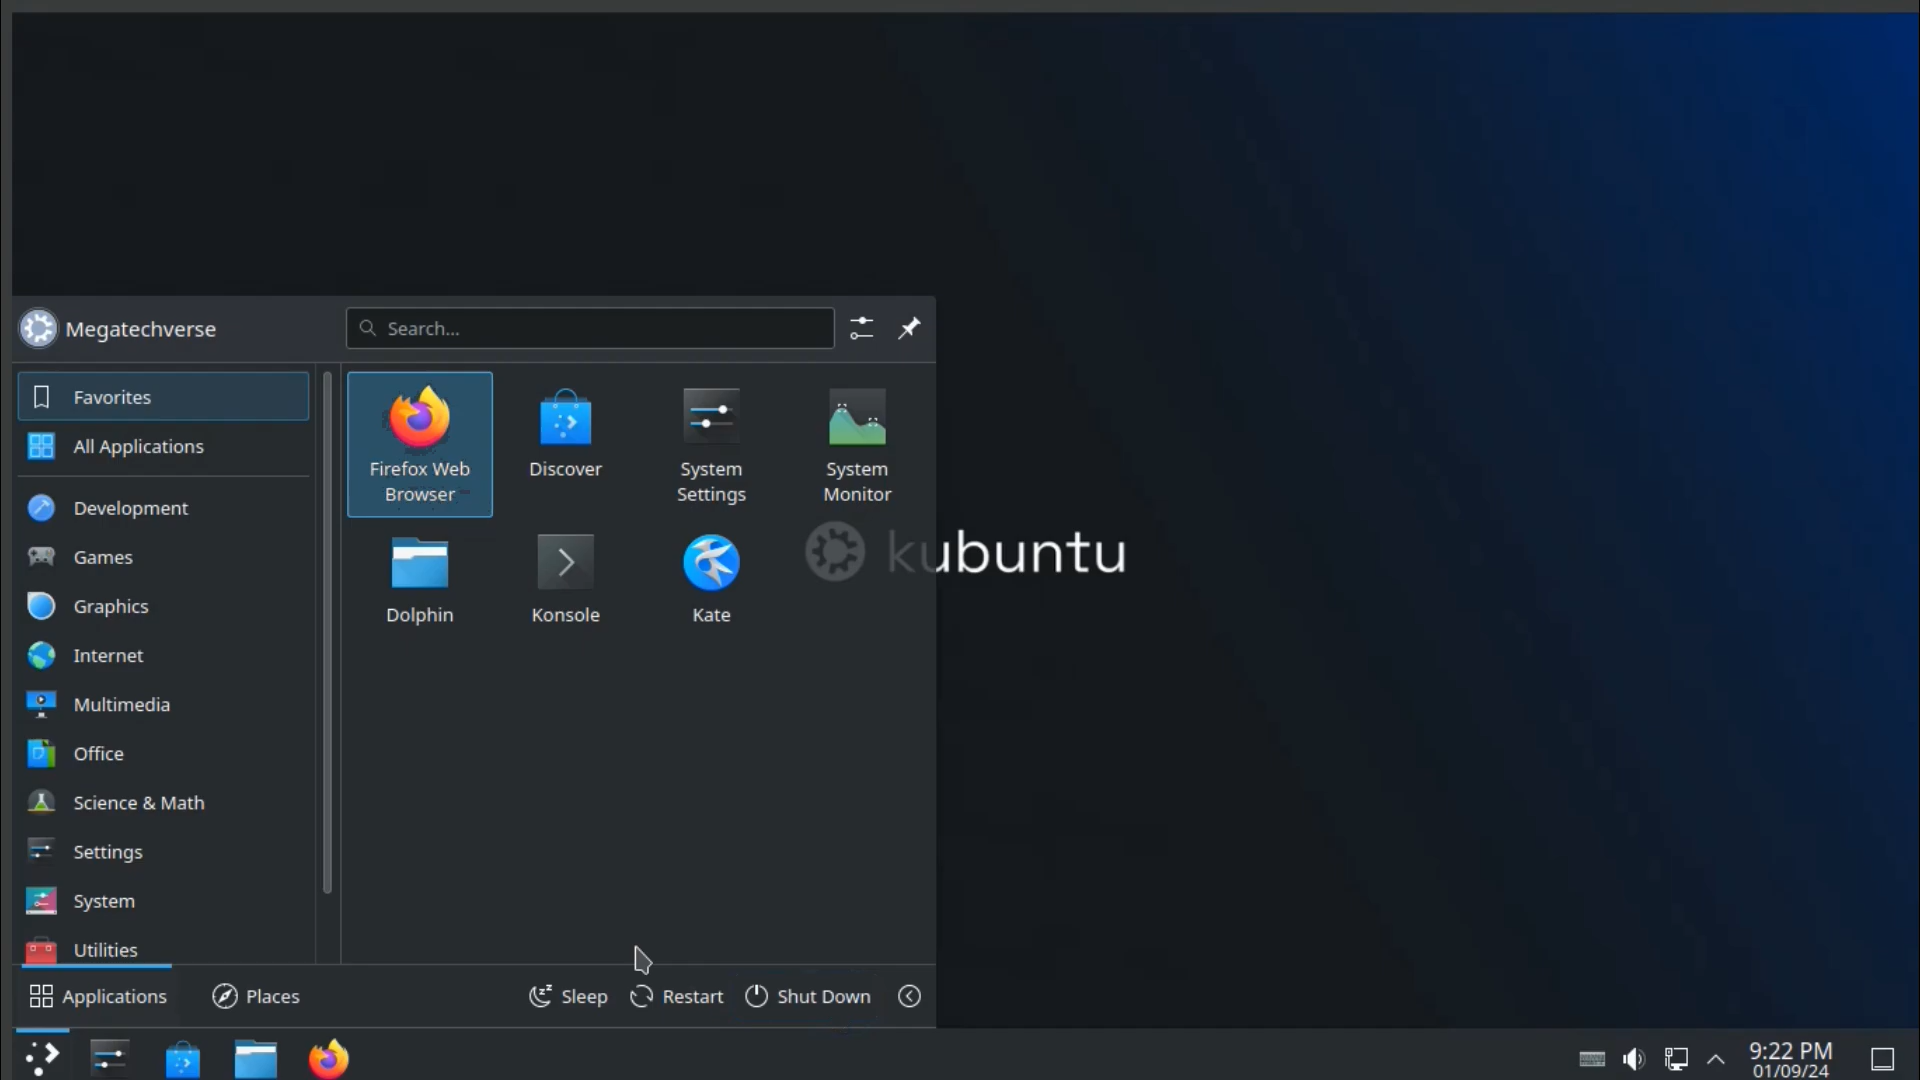 Megatechverse
Search...
Favorites
All Applications
Development
Games
Graphics
Internet
Multimedia
Office
Science & Math
Settings
System
Utilities
Firefox Web
Browser
Discover
System
Settings
System
Monitor
Dolphin
Konsole
Kate
kubuntu
Applications
Places
Sleep
Restart
Shut Down
9:22 PM
01/09/24